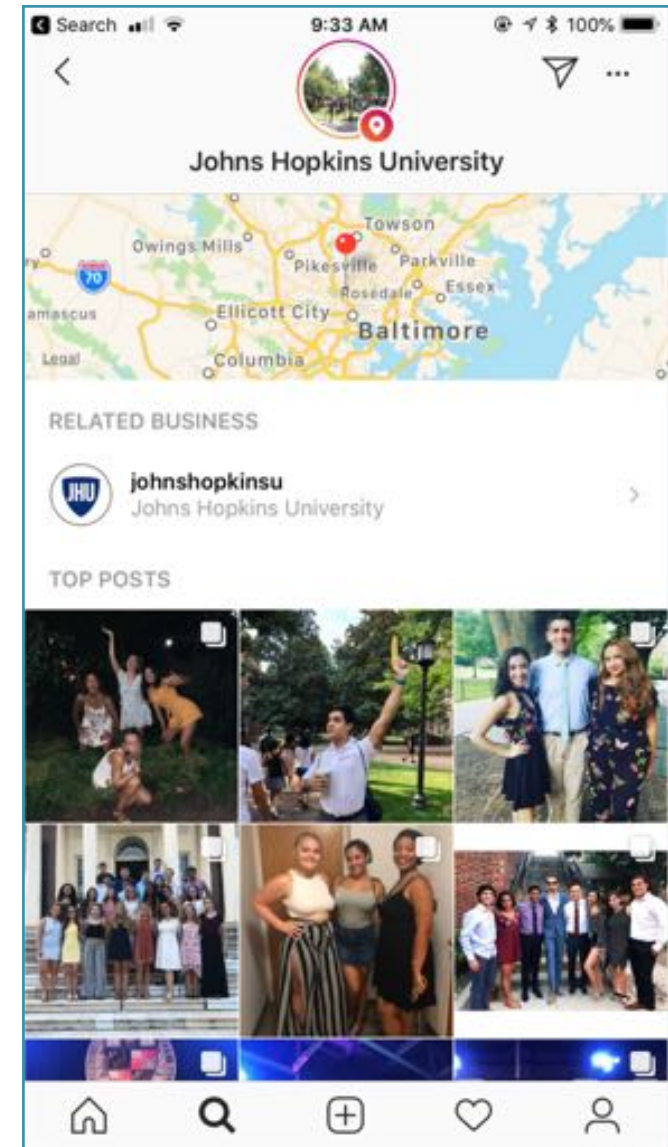 Search 9:33 AM 100%
Johns Hopkins University
Towson
Owings Mills
Pikesville Parkville
70
Rosedale Essex
amascus
Ellicott City
Baltimore
Legal
Columbia
RELATED BUSINESS
JHU
johnshopkinsu
Johns Hopkins University
TOP POSTS